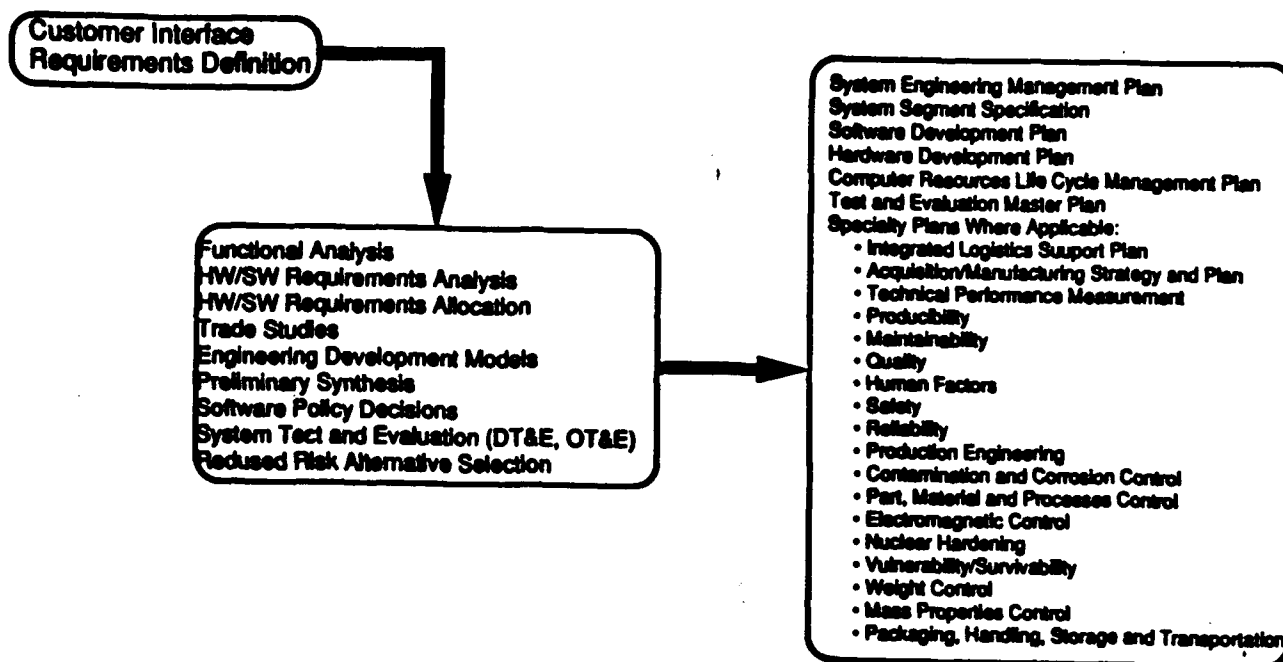 Customer Interface
Requirements Definition
Functional Analysis
HW/SW Requirements Analysis
HW/SW Requirements Allocation
Trade Studies
Engineering Development Models
Preliminary Synthesis
Software Policy Decisions
System Tect and Evaluation (DT&E, OT&E)
Redused Risk Alternative Selection
System Engineering Management Plan
System Segment Specification
Software Development Plan
Hardware Development Plan
Computer Resources Life Cycle Management Plan
Test and Evaluation Master Plan
Specialty Plans Where Applicable:
• Integrated Logistics Suuport Plan
• Acquisition/Manufacturing Strategy and Plan
• Technical Performance Measurement
• Producibility
• Maintainability
• Quality
• Human Factors
• Safety
• Reliability
• Production Engineering
• Contamination and Corrosion Control
• Part, Material and Processes Control
• Electromagnetic Control
• Nuclear Hardening
• Vulnerability/Survivability
• Weight Control
• Mass Properties Control
• Packaging, Handling, Storage and Transportation